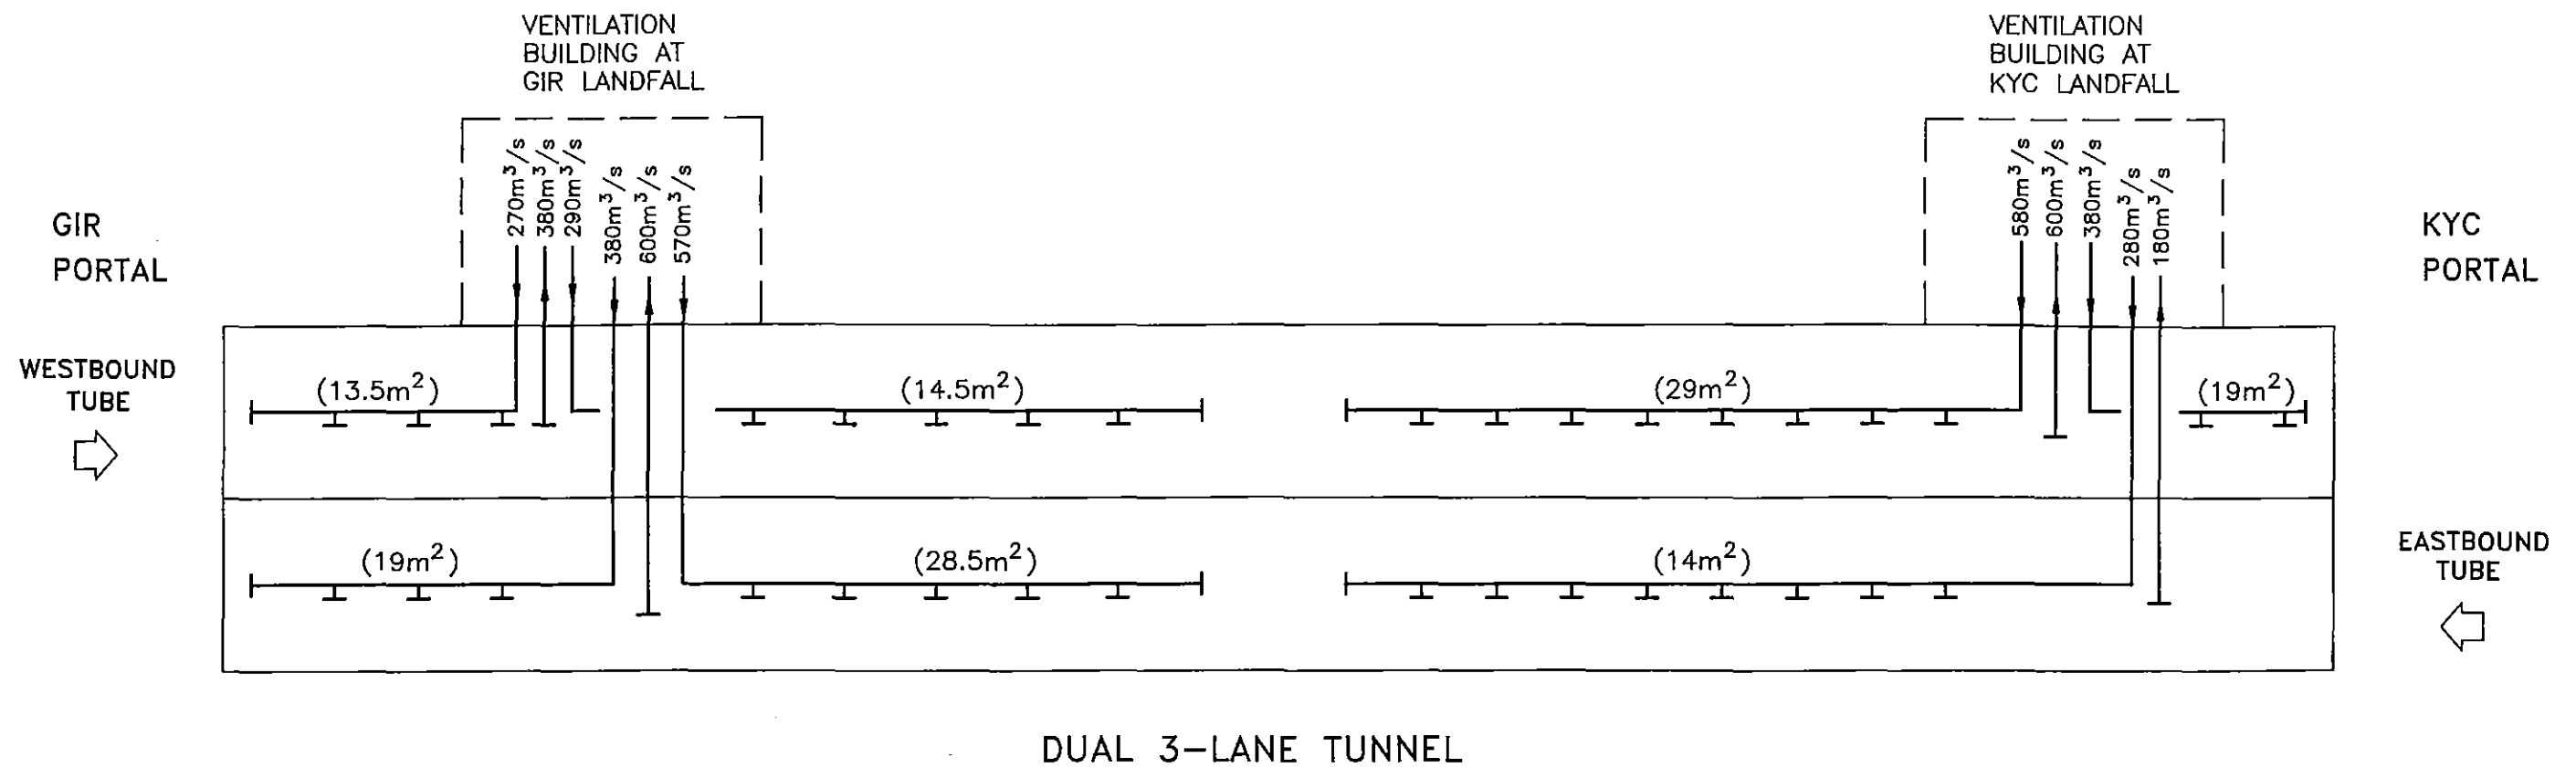 VENTILATION
BUILDING AT
GIR LANDFALL
VENTILATION
BUILDING AT
KYC LANDFALL
270m³/s
380m³/s
290m³/s
380m³/s
600m³/s
570m³/s
580m³/s
600m³/s
380m³/s
280m³/s
180m³/s
GIR
PORTAL
KYC
PORTAL
WESTBOUND
TUBE
(13.5m²)
(14.5m²)
(29m²)
(19m²)
(19m²)
(28.5m²)
(14m²)
EASTBOUND
TUBE
DUAL 3-LANE TUNNEL